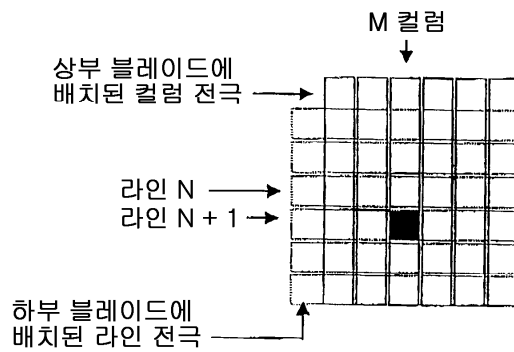 M 컬럼
상부 블레이드에
배치된 컬럼 전극
라인 N
라인 N + 1
하부 블레이드에
배치된 라인 전극